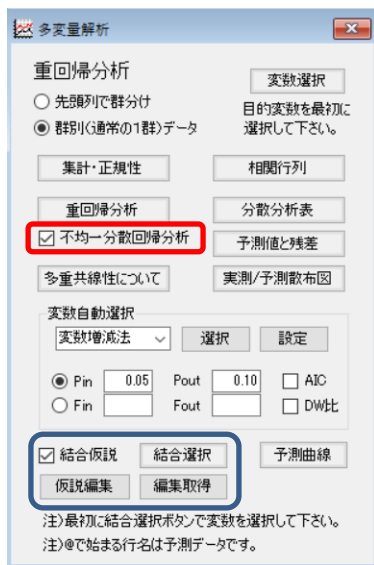 多変量解析
重回帰分析
変数選択
先頭列で群分け
群別(通常の1群)データ
目的変数を最初に
選択して下さい。
集計・正規性
相関行列
重回帰分析
分散分析表
不均一分散回帰分析
予測値と残差
多重共線性について
実測/予測散布図
変数自動選択
変数増減法
選択
設定
Pin 0.05 Pout 0.10 AIC
Fin Fout DW比
結合仮説
結合選択
予測曲線
仮説編集
編集取得
注)最初に結合選択ボタンで変数を選択して下さい。
注)@で始まる行名は予測データです。